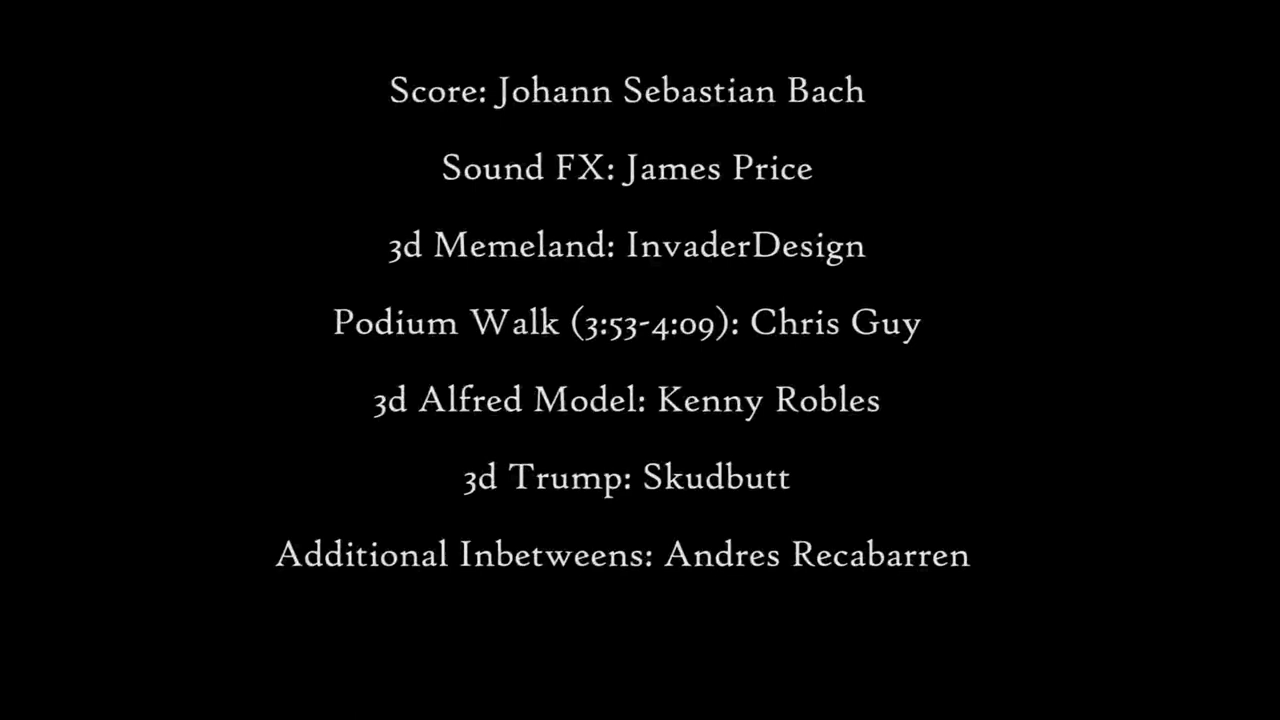 Score: Johann Sebastian Bach
Sound FX: James Price
3d Memeland: InvaderDesign
Podium Walk (3:53-4:09): Chris Guy
3d Alfred Model: Kenny Robles
3d Trump: Skudbutt
Additional Inbetweens: Andres Recabarren